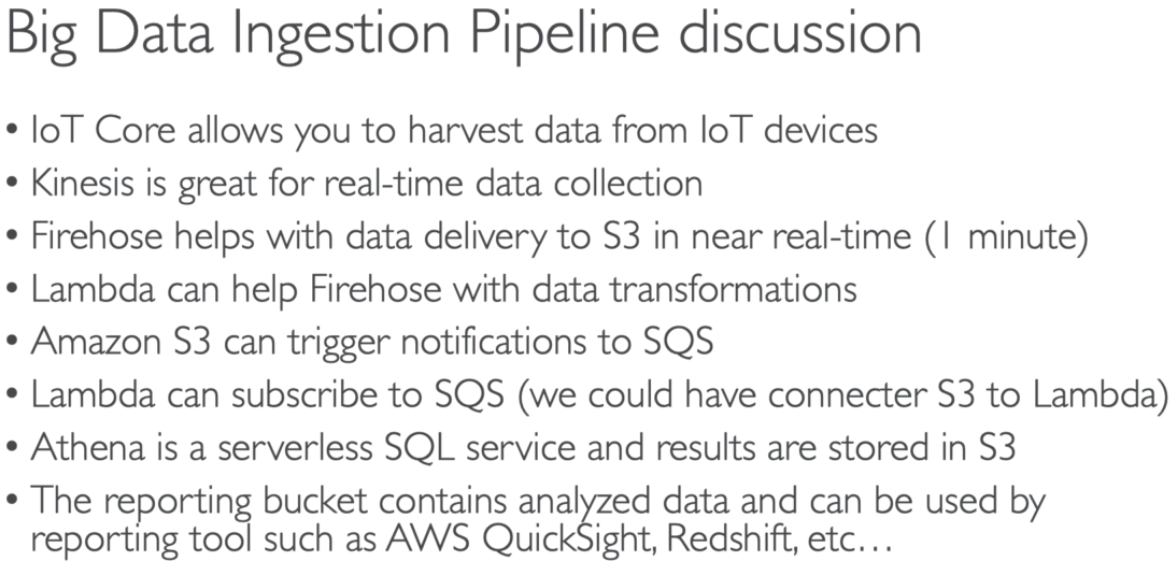 Big Data Ingestion Pipeline discussion
• IoT Core allows you to harvest data from IoT devices
• Kinesis is great for real-time data collection
• Firehose helps with data delivery to S3 in near real-time (1 minute)
• Lambda can help Firehose with data transformations
• Amazon S3 can trigger notifications to SQS
• Lambda can subscribe to SQS (we could have connecter S3 to Lambda)
• Athena is a serverless SQL service and results are stored in S3
• The reporting bucket contains analyzed data and can be used by
reporting tool such as AWS QuickSight, Redshift, etc…